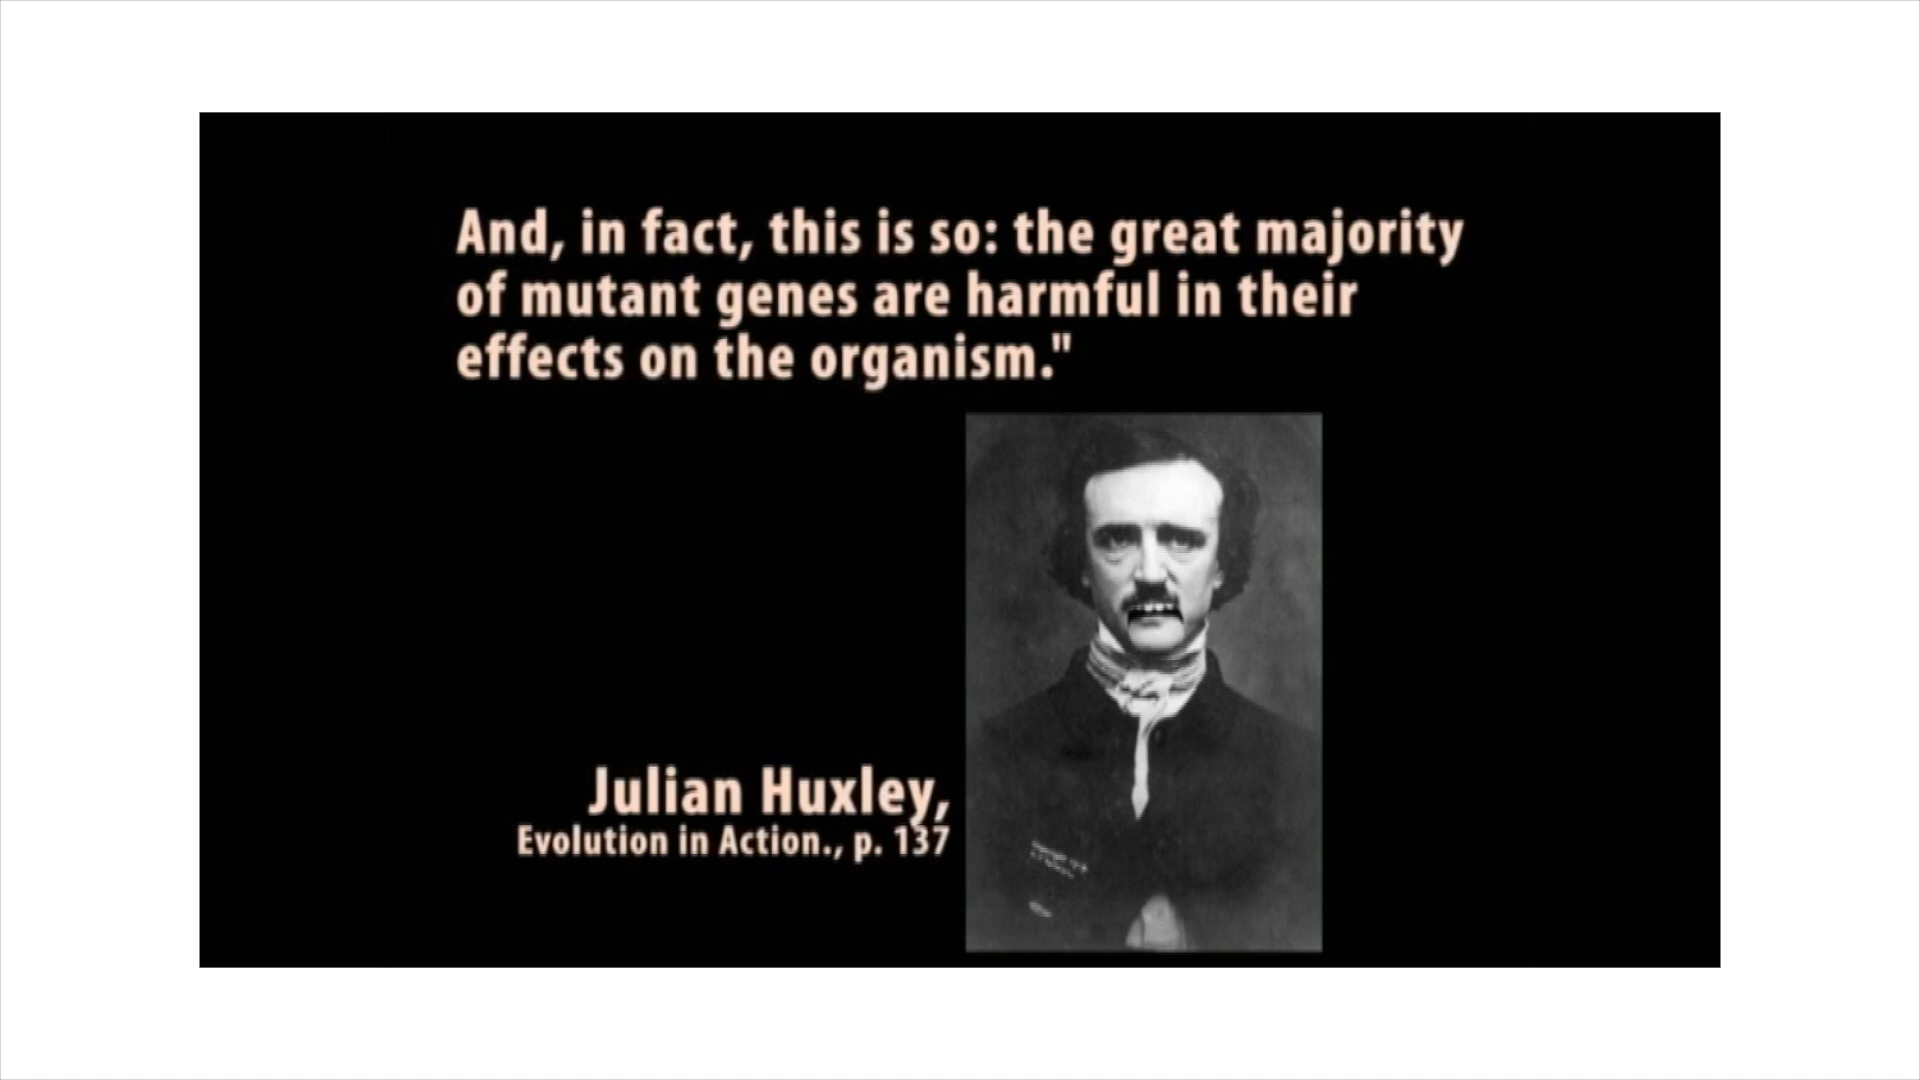 And, in fact, this is so: the great majority
of mutant genes are harmful in their
effects on the organism."
Julian Huxley,
Evolution in Action., p. 137